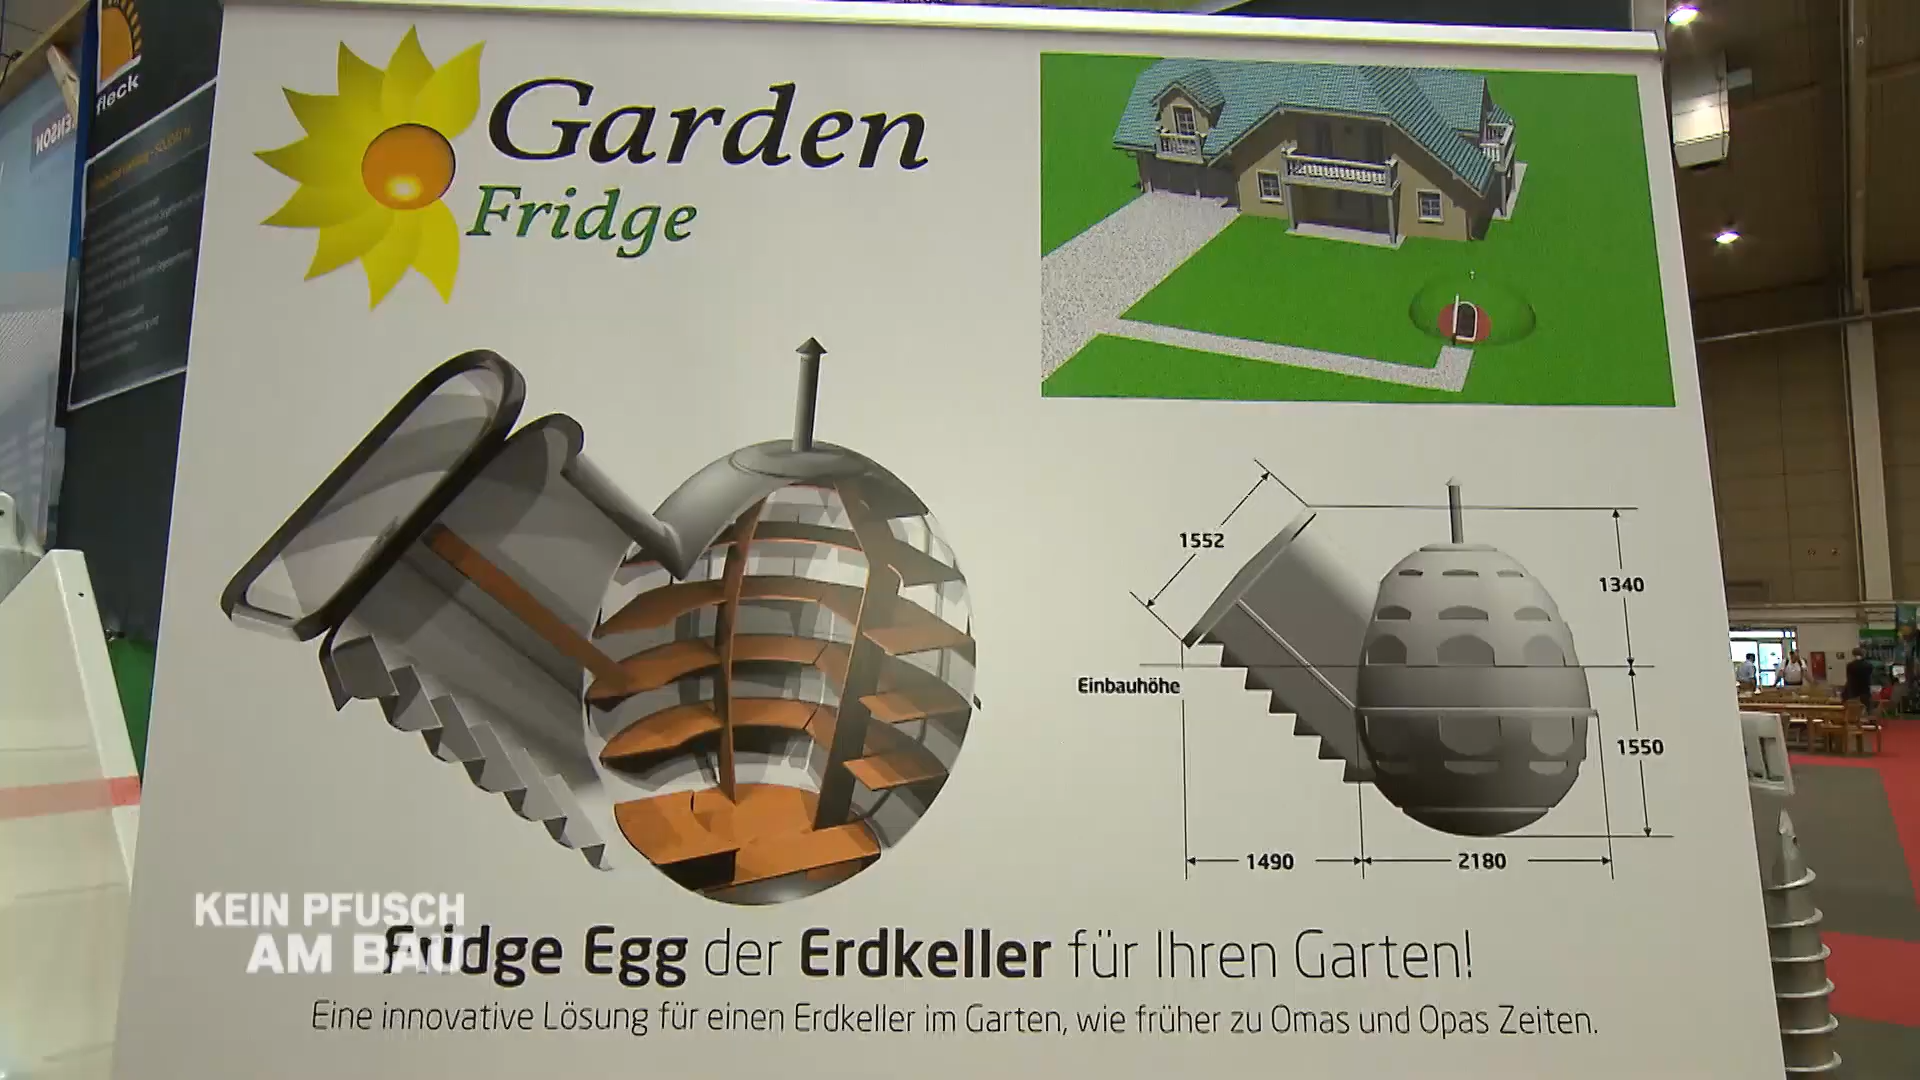 fleck
Garden
Fridge
1552
1340
Einbauhöhe
1550
1490
2180
KEIN PFUSCH
AM BAU
Fridge Egg der Erdkeller für Ihren Garten!
Eine innovative Lösung für einen Erdkeller im Garten, wie früher zu Omas und Opas Zeiten.